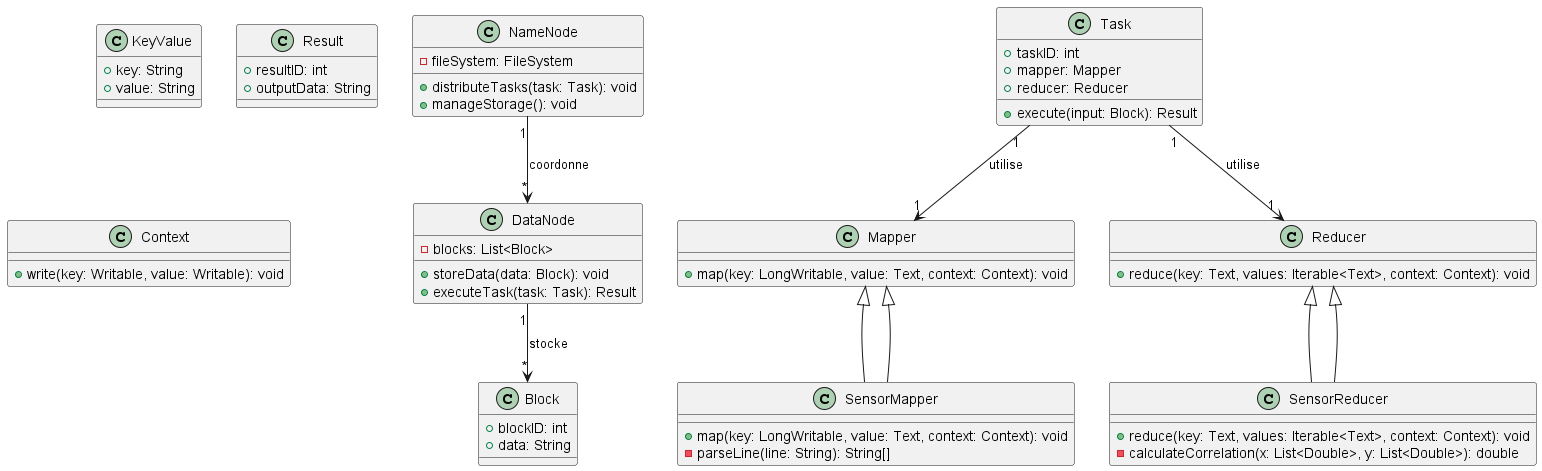 C KeyValue
key: String
value: String
C Result
resultID: int
outputData: String
C NameNode
fileSystem: FileSystem
distributeTasks(task: Task): void
manageStorage(): void
C Task
taskID: int
mapper: Mapper
reducer: Reducer
execute(input: Block): Result
1
coordonne
*
1
utilise
1
1
utilise
1
C Context
write(key: Writable, value: Writable): void
C DataNode
blocks: List<Block>
storeData(data: Block): void
executeTask(task: Task): Result
C Mapper
map(key: LongWritable, value: Text, context: Context): void
C Reducer
reduce(key: Text, values: Iterable<Text>, context: Context): void
1
stocke
*
C Block
blockID: int
data: String
C SensorMapper
map(key: LongWritable, value: Text, context: Context): void
parseLine(line: String): String[]
C SensorReducer
reduce(key: Text, values: Iterable<Text>, context: Context): void
calculateCorrelation(x: List<Double>, y: List<Double>): double